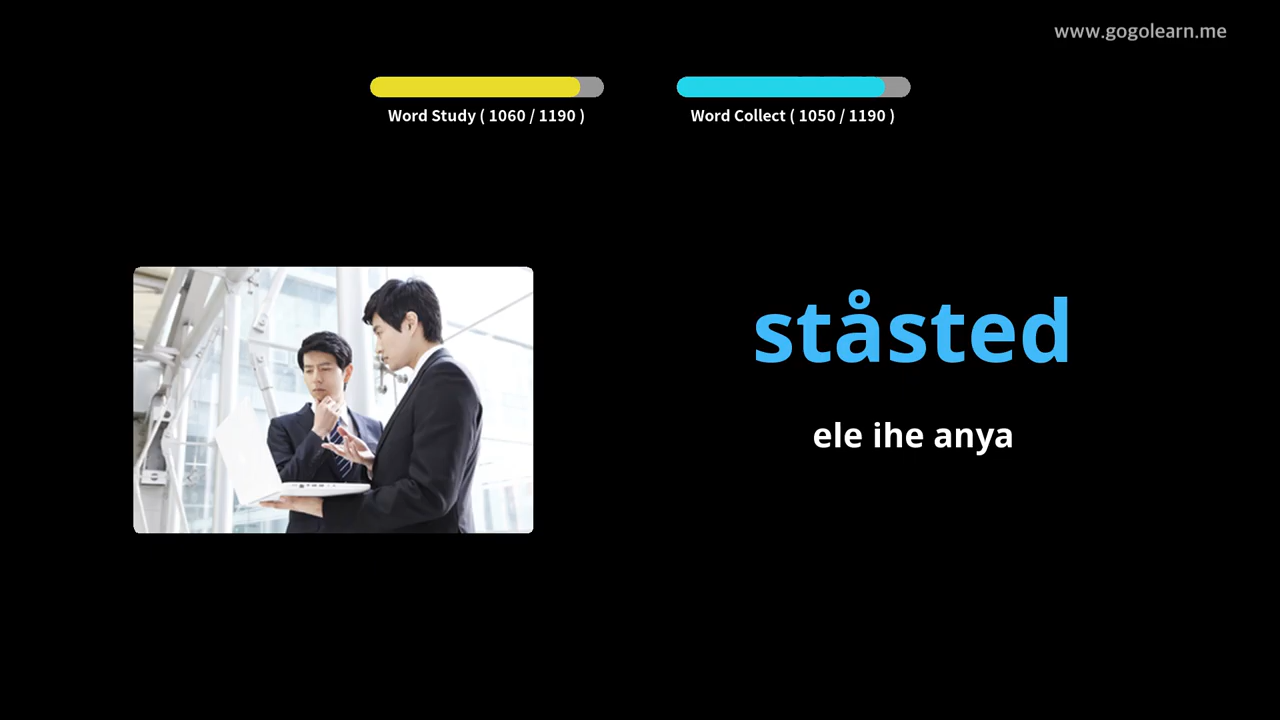 www.gogolearn.me
Word Study ( 1060 / 1190 )
Word Collect ( 1050 / 1190 )
ståsted
ele ihe anya